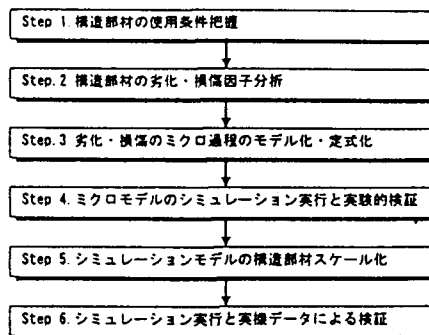 Step 1.構造部材の使用条件把握
Step.2 構造部材の劣化・損傷因子分析
Step.3 劣化・損傷のミクロ過程のモデル化・定式化
Step 4.ミクロモデルのシミュレーション実行と実験的検証
Step 5.シミュレーションモデルの構造部材スケール化
Step 6.シミュレーション実行と実機データによる検証